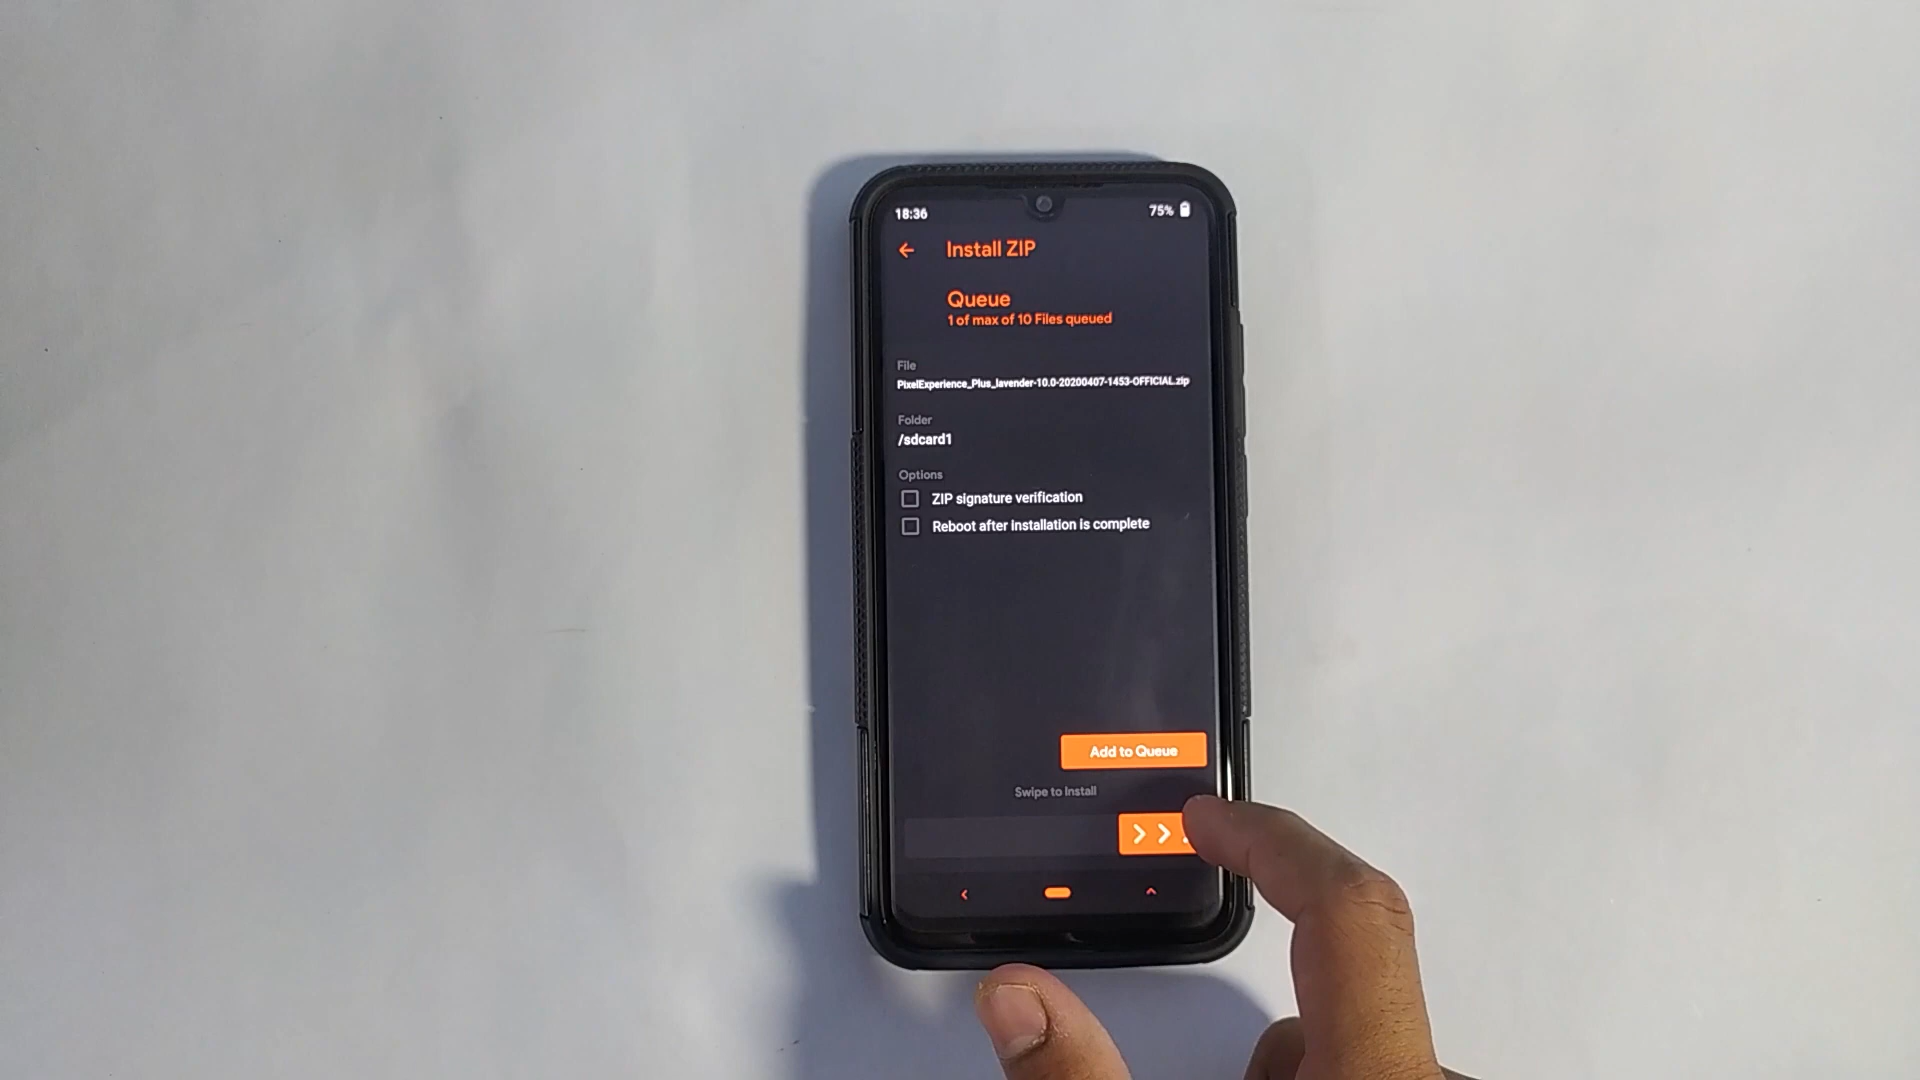 18:36
75%
Install ZIP
Queue
1 of max of 10 Files queued
File
PixelExperience_Plus_lavender-10.0-20200407-1453-OFFICIAL.zip
Folder
/sdcard1
Options
ZIP signature verification
Reboot after installation is complete
Add to Queue
Swipe to Install